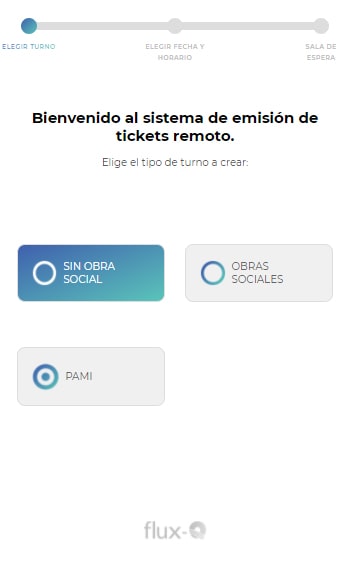 ELEGIR TURNO
ELEGIR FECHA Y
HORARIO
SALA DE
ESPERA
Bienvenido al sistema de emisión de
tickets remoto.
Elige el tipo de turno a crear:
SIN OBRA
SOCIAL
OBRAS
SOCIALES
PAMI
flux-Q